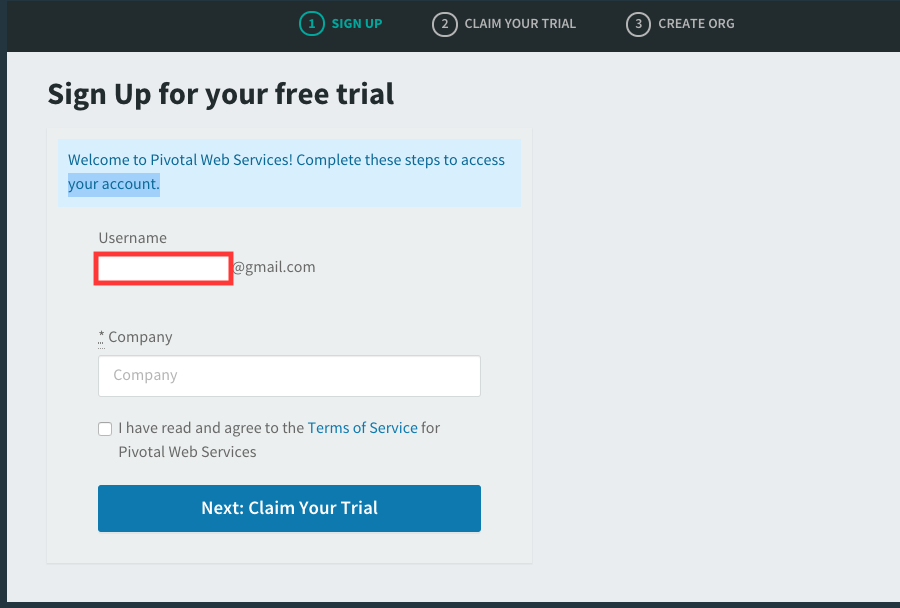 1 SIGN UP 2 CLAIM YOUR TRIAL 3 CREATE ORG
Sign Up for your free trial
Welcome to Pivotal Web Services! Complete these steps to access
your account.
Username
@gmail.com
* Company
Company
I have read and agree to the Terms of Service for
Pivotal Web Services
Next: Claim Your Trial